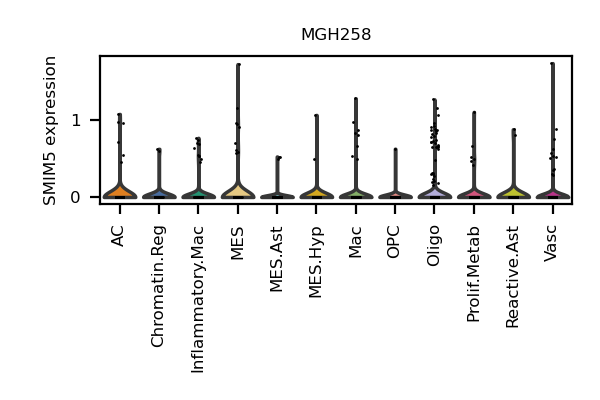 MGH258
SMIM5 expression
1
0
AC
Chromatin.Reg
Inflammatory.Mac
MES
MES.Ast
MES.Hyp
Mac
OPC
Oligo
Prolif.Metab
Reactive.Ast
Vasc